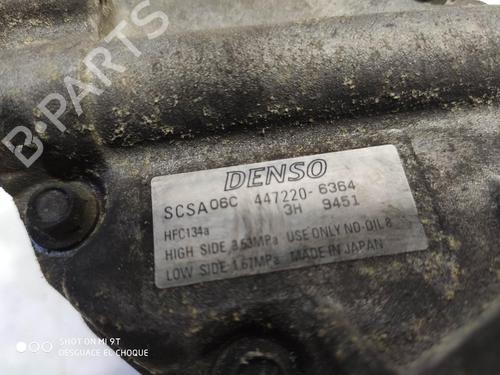 DENSO
SCSA06C 447220-6364
3H 9451
HFC134a
HIGH SIDE 3.53MPa USE ONLY NO-OIL 8
LOW SIDE 1.67MPa MADE IN JAPAN
SHOT ON MI 9T
DESGUACE EL CHOQUE
B-PARTS